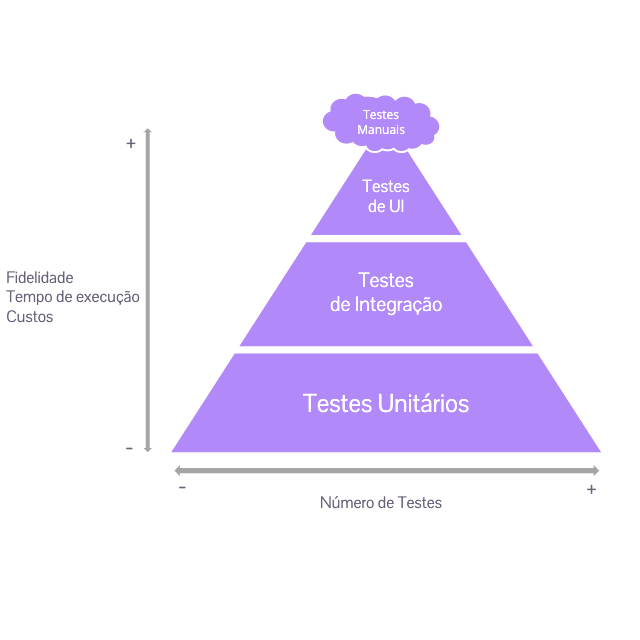 Testes
Manuais
+
Testes
de UI
Fidelidade
Tempo de execução
Custos
Testes
de Integração
Testes Unitários
-
-
+
Número de Testes